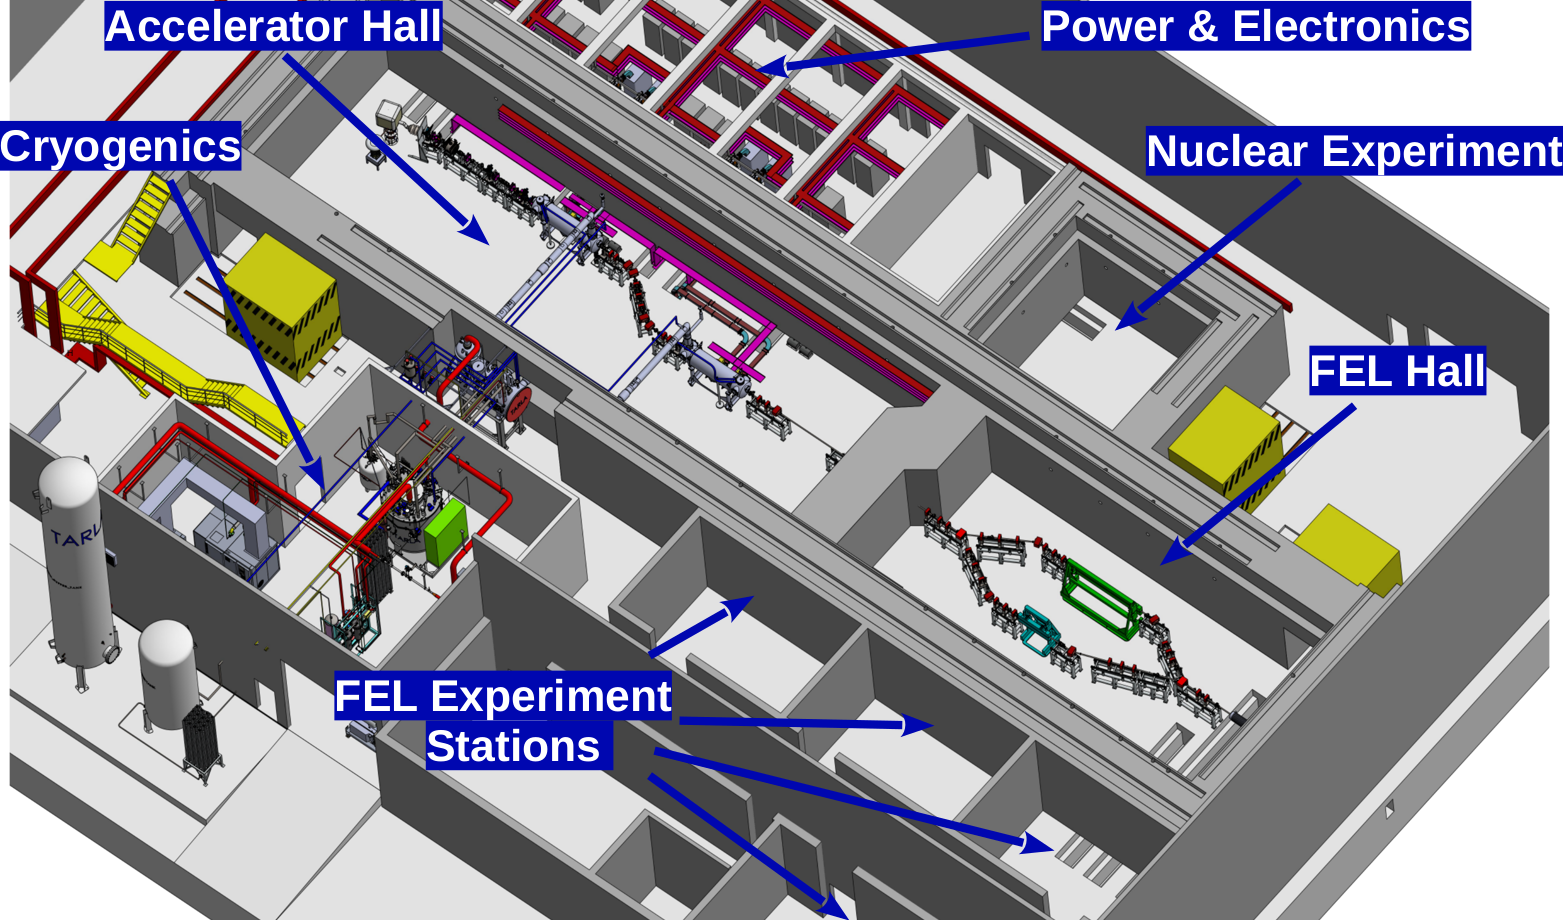 Accelerator Hall
Power & Electronics
Cryogenics
Nuclear Experiment
FEL Hall
TARLA
FEL Experiment
Stations